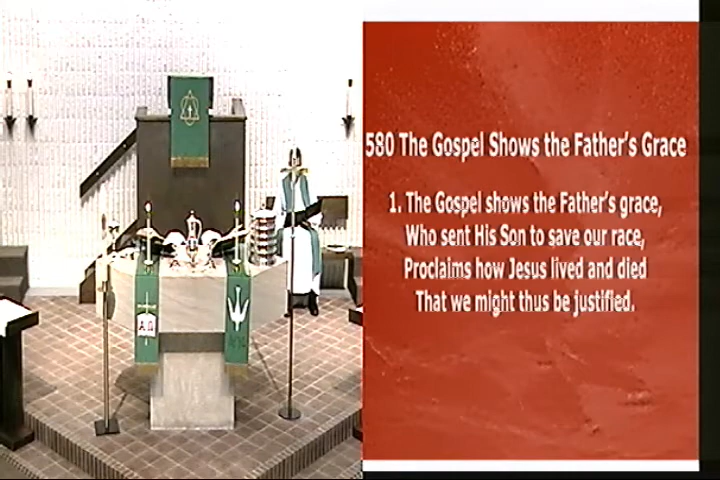 580 The Gospel Shows the Father's Grace
1. The Gospel shows the Father's grace,
Who sent His Son to save our race,
Proclaims how Jesus lived and died
That we might thus be justified.
ΑΩ